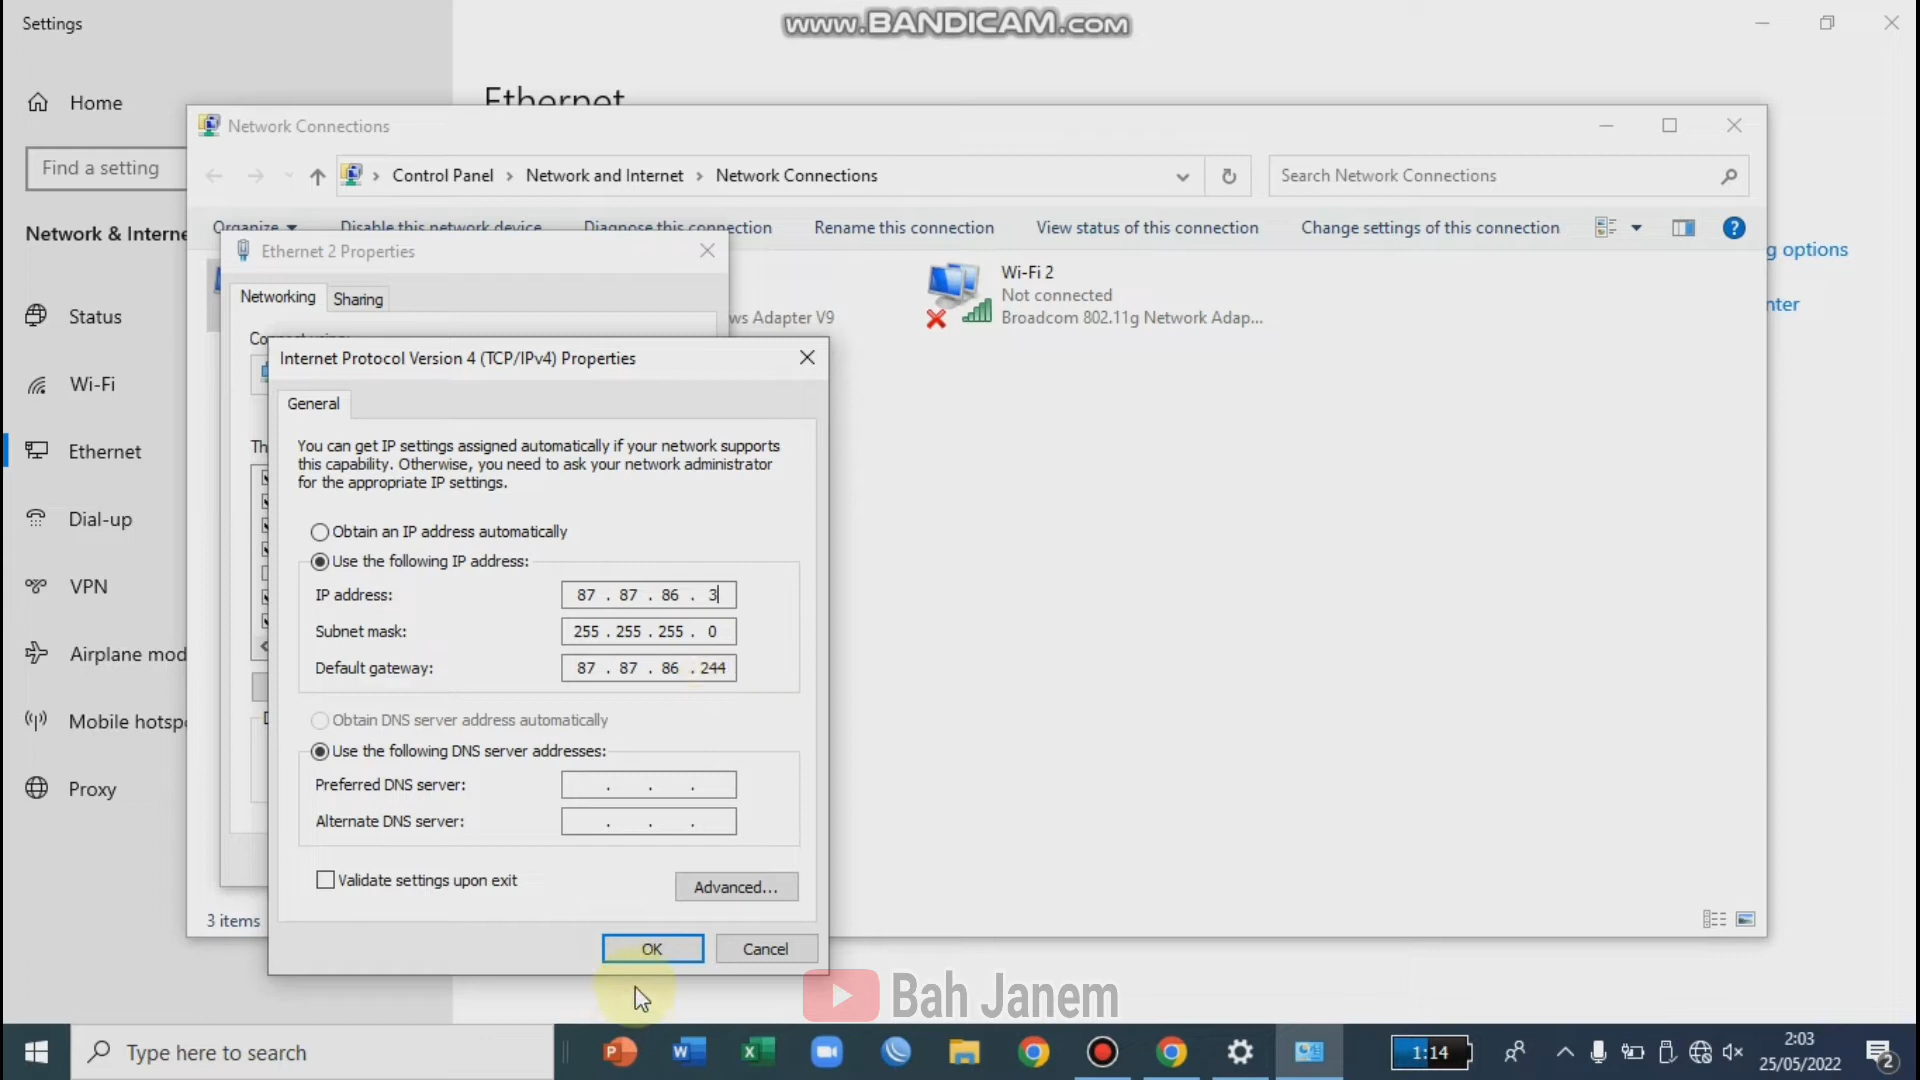 Settings
www.BANDICAM.com
Home
Ethernet
Network Connections
Find a setting
Control Panel > Network and Internet > Network Connections
Search Network Connections
Network & Interne
Organize
Disable this network device
Diagnose this connection
Rename this connection
View status of this connection
Change settings of this connection
g options
Ethernet 2 Properties
Wi-Fi 2
Not connected
Broadcom 802.11g Network Adap...
Networking
Sharing
ws Adapter V9
nter
Status
Co
Internet Protocol Version 4 (TCP/IPv4) Properties
Wi-Fi
General
You can get IP settings assigned automatically if your network supports
this capability. Otherwise, you need to ask your network administrator
for the appropriate IP settings.
Th
Ethernet
Dial-up
Obtain an IP address automatically
Use the following IP address:
VPN
IP address:
87 . 87 . 86 . 3
Subnet mask:
255 . 255 . 255 . 0
Airplane mod
Default gateway:
87 . 87 . 86 . 244
Mobile hotsp
Obtain DNS server address automatically
Use the following DNS server addresses:
Proxy
Preferred DNS server:
. . .
Alternate DNS server:
. . .
Validate settings upon exit
Advanced...
3 items
OK
Cancel
Bah Janem
Type here to search
1:14
2:03
25/05/2022
2